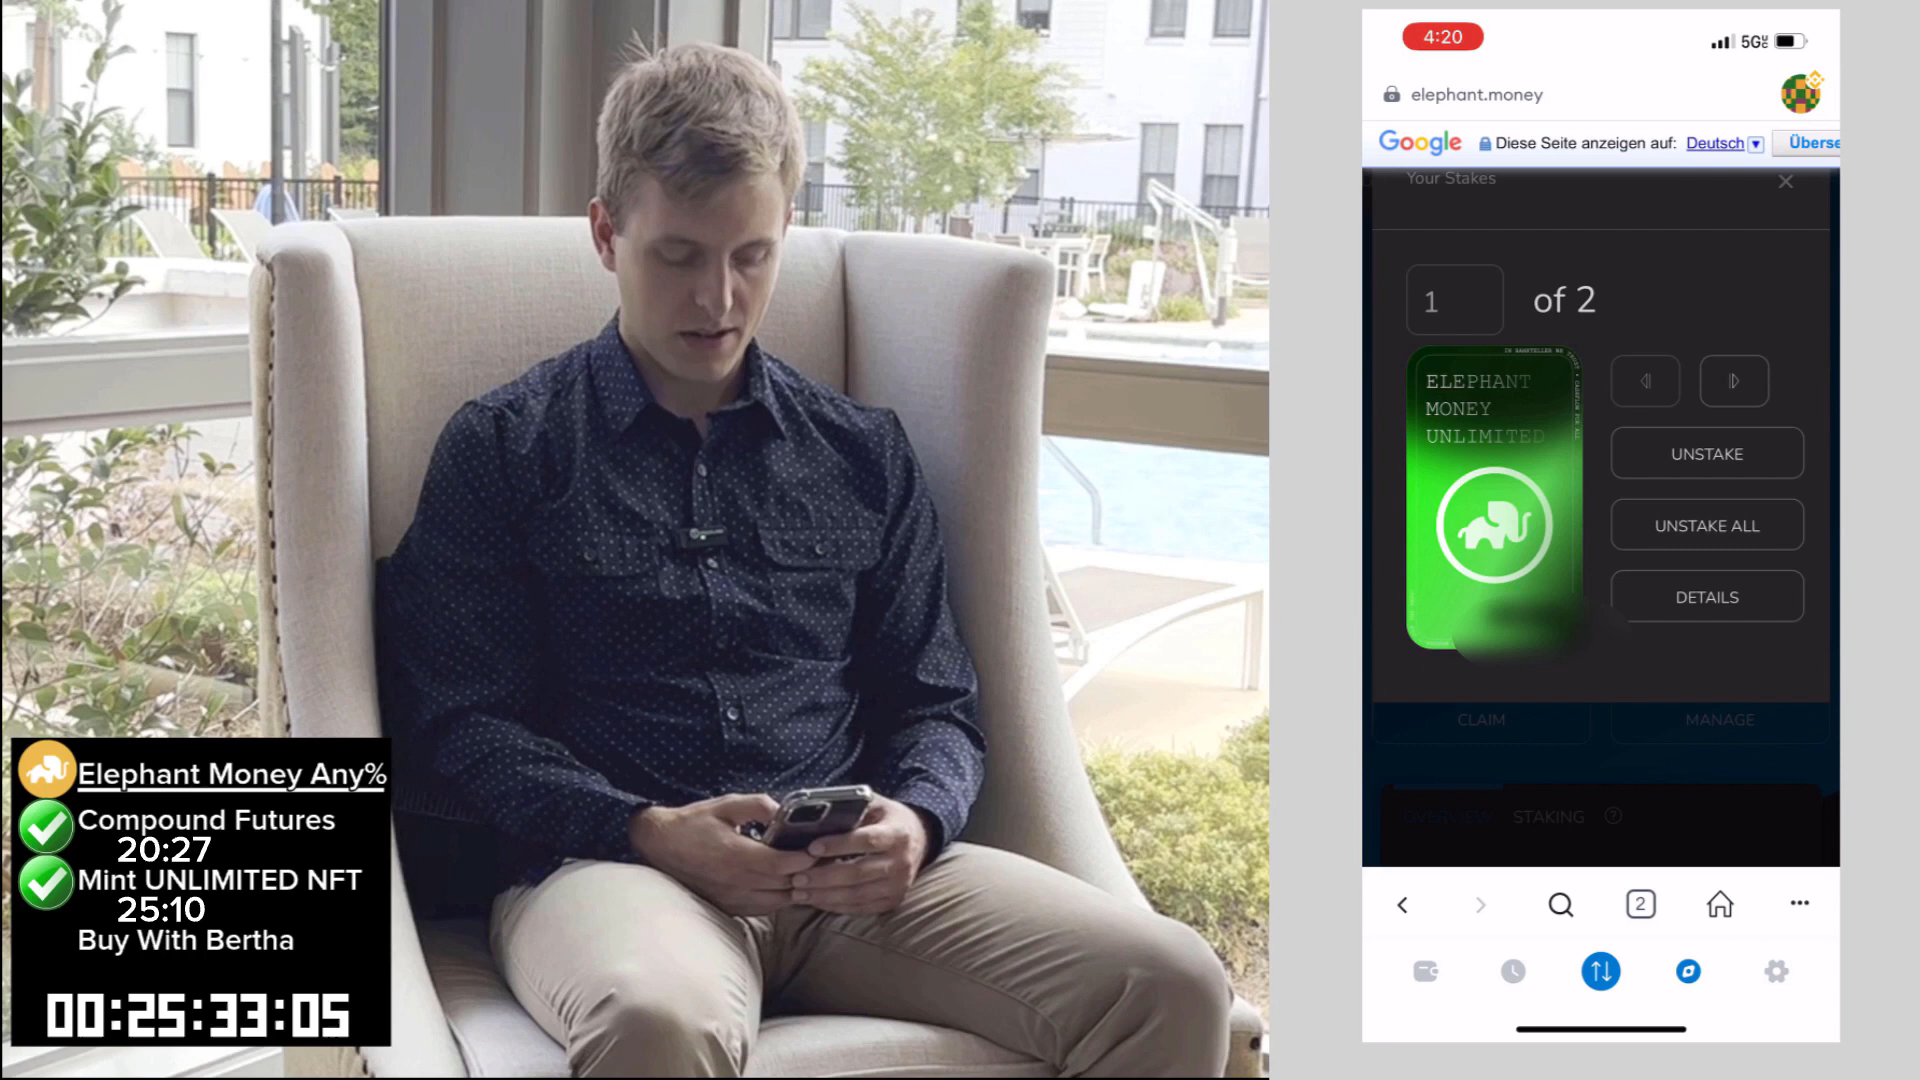 Elephant Money Any%
Compound Futures
20:27
Mint UNLIMITED NFT
25:10
Buy With Bertha
00:25:33:05
4:20
5G
elephant.money
Google Diese Seite anzeigen auf: Deutsch Überse
Your Stakes
1 of 2
ELEPHANT
MONEY
UNLIMITED
UNSTAKE
UNSTAKE ALL
DETAILS
CLAIM MANAGE
OVERVIEW STAKING ?
2